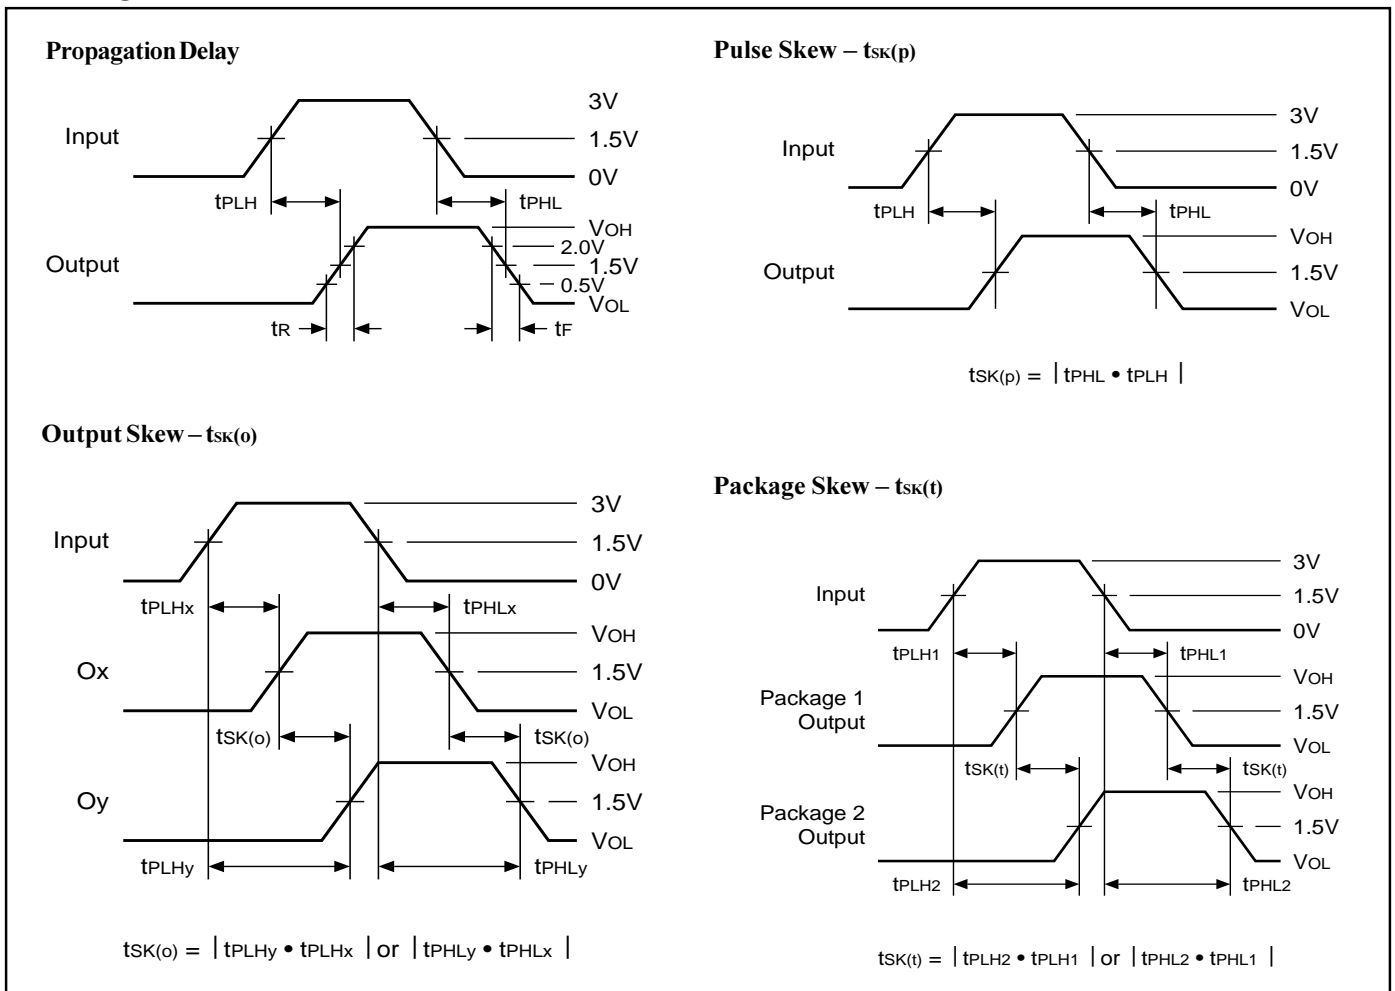 Propagation Delay
3V
Input
1.5V
0V
tPLH
tPHL
VOH
2.0V
Output
1.5V
0.5V
VOL
tR
tF
Pulse Skew – tSK(p)
3V
Input
1.5V
0V
tPLH
tPHL
VOH
Output
1.5V
VOL
tSK(p) = | tPHL • tPLH |
Output Skew – tSK(o)
3V
Input
1.5V
0V
tPLHx
tPHLx
VOH
Ox
1.5V
VOL
tSK(o)
tSK(o)
VOH
Oy
1.5V
VOL
tPLHy
tPHLy
tSK(o) = | tPLHy • tPLHx | or | tPHLy • tPHLx |
Package Skew – tSK(t)
3V
Input
1.5V
0V
tPLH1
tPHL1
VOH
Package 1
Output
1.5V
VOL
tSK(t)
tSK(t)
VOH
Package 2
Output
1.5V
VOL
tPLH2
tPHL2
tSK(t) = | tPLH2 • tPLH1 | or | tPHL2 • tPHL1 |